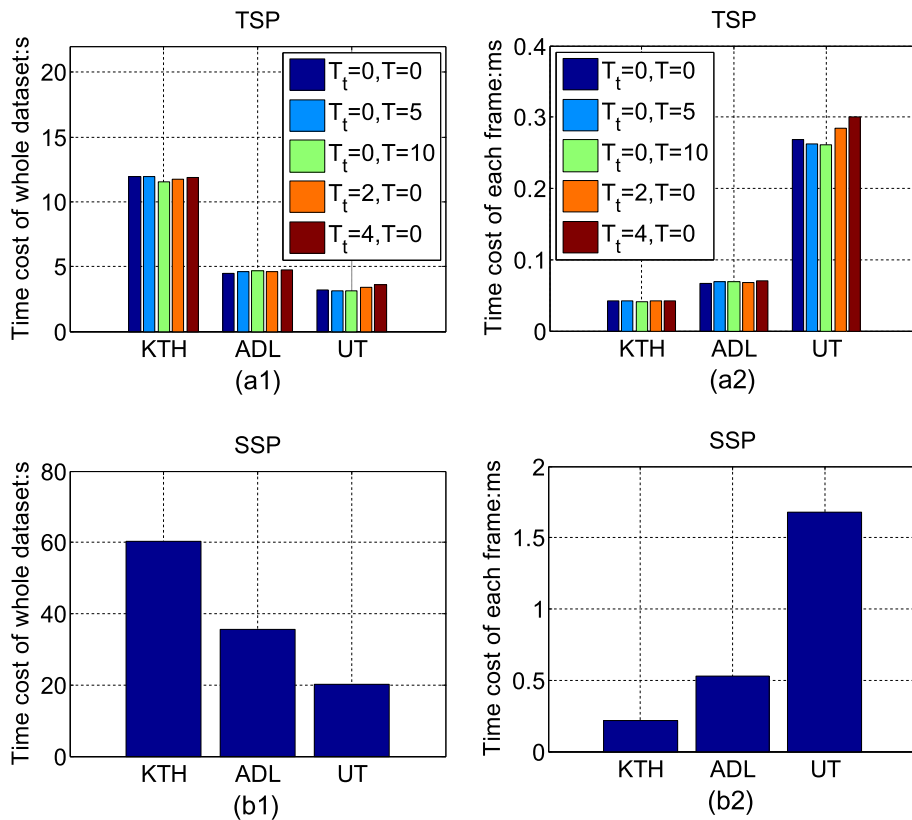 TSP
Time cost of whole dataset:s
20
15
10
5
0
T_t=0,T=0
T_t=0,T=5
T_t=0,T=10
T_t=2,T=0
T_t=4,T=0
KTH ADL UT
(a1)
TSP
Time cost of each frame:ms
0.4
0.3
0.2
0.1
0
T_t=0,T=0
T_t=0,T=5
T_t=0,T=10
T_t=2,T=0
T_t=4,T=0
KTH ADL UT
(a2)
SSP
Time cost of whole dataset:s
80
60
40
20
0
KTH ADL UT
(b1)
SSP
Time cost of each frame:ms
2
1.5
1
0.5
0
KTH ADL UT
(b2)